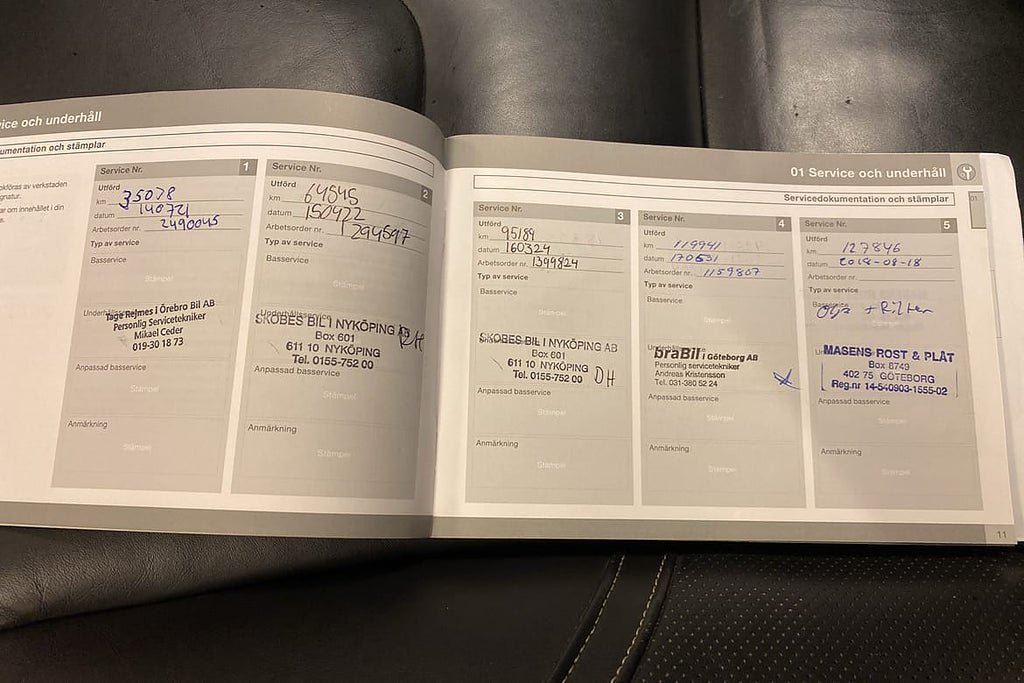 ice och underhåll
umentation och stämplar
okföras av verkstaden
gnatur.
ar om innehållet i din
Service Nr. 1
Utförd
km 35078
datum 140721
Arbetsorder nr. 2490045
Typ av service
Basservice
Stämpel
Tage Rejmes i Örebro Bil AB
Personlig Servicetekniker
Mikael Ceder
019-30 18 73
Anpassad basservice
Stämpel
Anmärkning
Stämpel
Service Nr. 2
Utförd
km 64545
datum 150422
Arbetsorder nr. 1294597
Typ av service
Basservice
Stämpel
SKOBES BIL I NYKÖPING AB
Box 601
611 10 NYKÖPING
Tel. 0155-752 00
Anpassad basservice
Stämpel
Anmärkning
Stämpel
01 Service och underhåll
Servicedokumentation och stämplar
01
Service Nr. 3
Utförd
km 95189
datum 160324
Arbetsorder nr. 1399824
Typ av service
Basservice
Stämpel
SKOBES BIL I NYKÖPING AB
Box 601
611 10 NYKÖPING
Tel. 0155-752 00 DH
Anpassad basservice
Stämpel
Anmärkning
Stämpel
Service Nr. 4
Utförd
km 119941
datum 170531
Arbetsorder nr. 1159807
Typ av service
Basservice
Stämpel
braBil i Göteborg AB
Personlig servicetekniker
Andreas Kristensson
Tel. 031-380 52 24
Anpassad basservice
Stämpel
Anmärkning
Stämpel
Service Nr. 5
Utförd
km 127846
datum 2018-08-18
Arbetsorder nr.
Typ av service
Basservice
Olja +
MASENS ROST & PLÅT
Box 8749
402 75 GÖTEBORG
Reg.nr 14-540903-1555-02
Anpassad basservice
Stämpel
Anmärkning
Stämpel
11